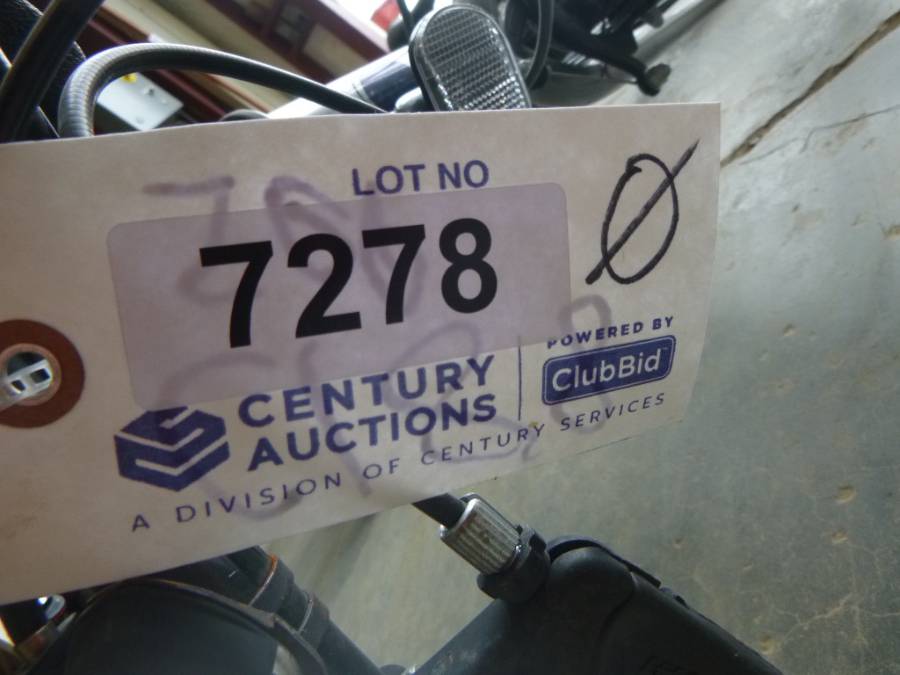 LOT NO
7278
Ø
POWERED BY
ClubBid
CENTURY
AUCTIONS
A DIVISION OF CENTURY SERVICES